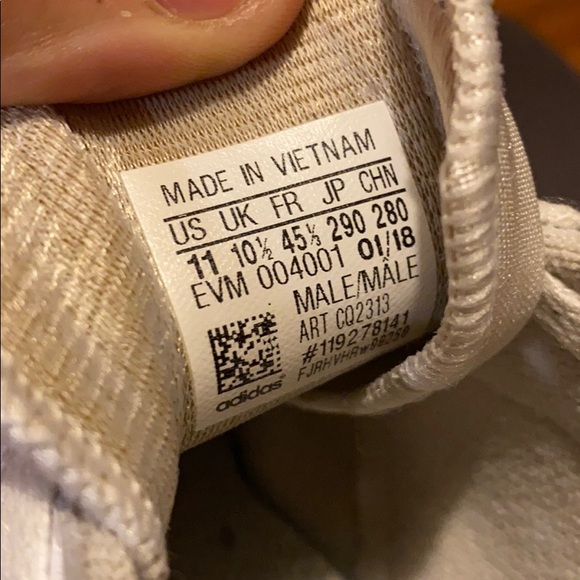 MADE IN VIETNAM
US UK FR JP CHN
11 10½ 45⅓ 290 280
EVM 004001 01/18
MALE/MÂLE
ART CQ2313
#119278141
adidas